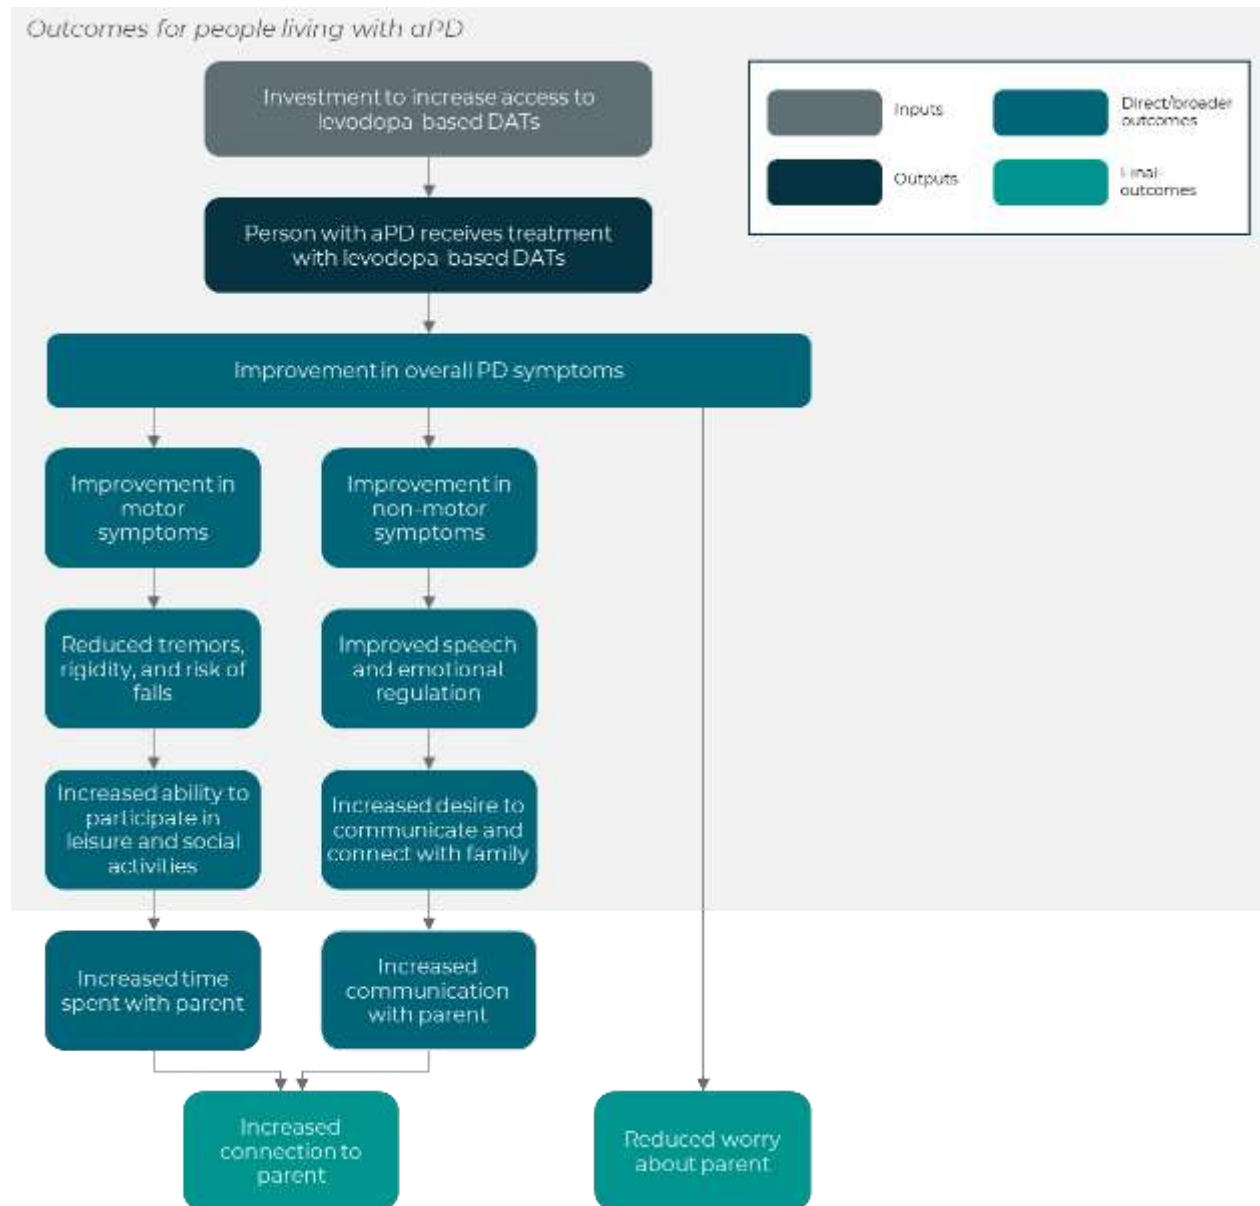 Outcomes for people living with aPD
Investment to increase access to
levodopa-based DATs
Inputs
Direct/broader
outcomes
Outputs
Final
outcomes
Person with aPD receives treatment
with levodopa-based DATs
Improvement in overall PD symptoms
Improvement in
motor
symptoms
Improvement in
non-motor
symptoms
Reduced tremors,
rigidity, and risk of
falls
Improved speech
and emotional
regulation
Increased ability to
participate in
leisure and social
activities
Increased desire to
communicate and
connect with family
Increased time
spent with parent
Increased
communication
with parent
Increased
connection to
parent
Reduced worry
about parent